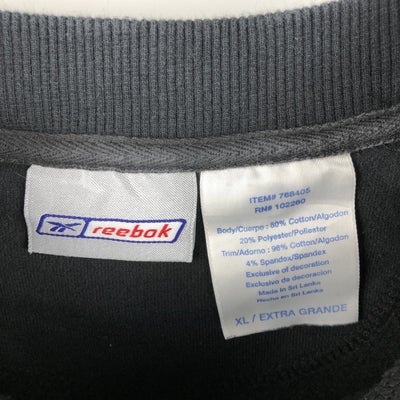 reebok
ITEM# 768405
RN# 102260
Body/Cuerpo : 80% Cotton/Algodon
20% Polyester/Poliester
Trim/Adorno : 96% Cotton/Algodon
4% Spandex/Spandex
Exclusive of decoration
Exclusivo de decoracion
Made in Sri Lanka
Hecho en Sri Lanka
XL / EXTRA GRANDE